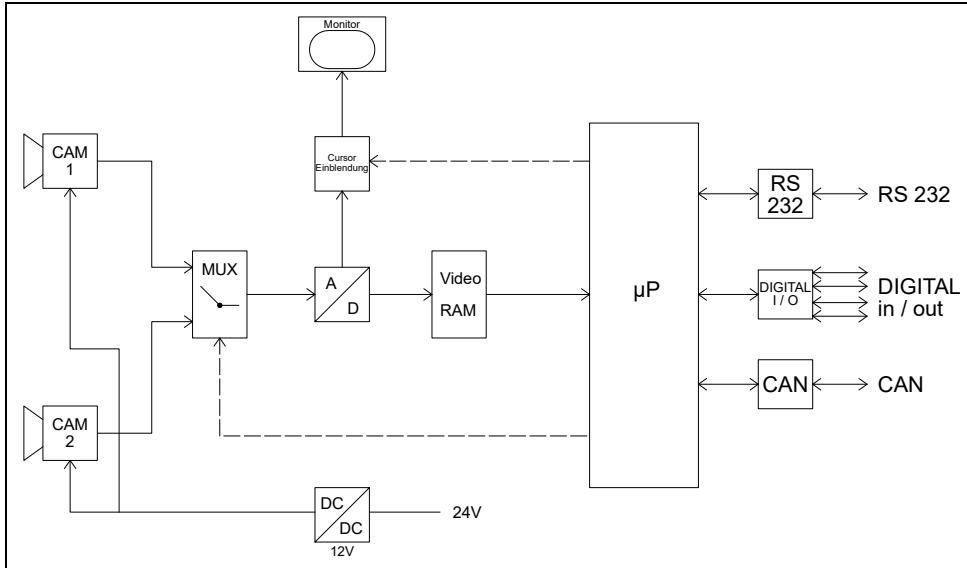 Monitor
CAM
1
Cursor
Einblendung
RS
232
RS 232
MUX
A
D
Video
RAM
µP
DIGITAL
I / O
DIGITAL
in / out
CAN
CAN
CAM
2
DC
DC
12V
24V